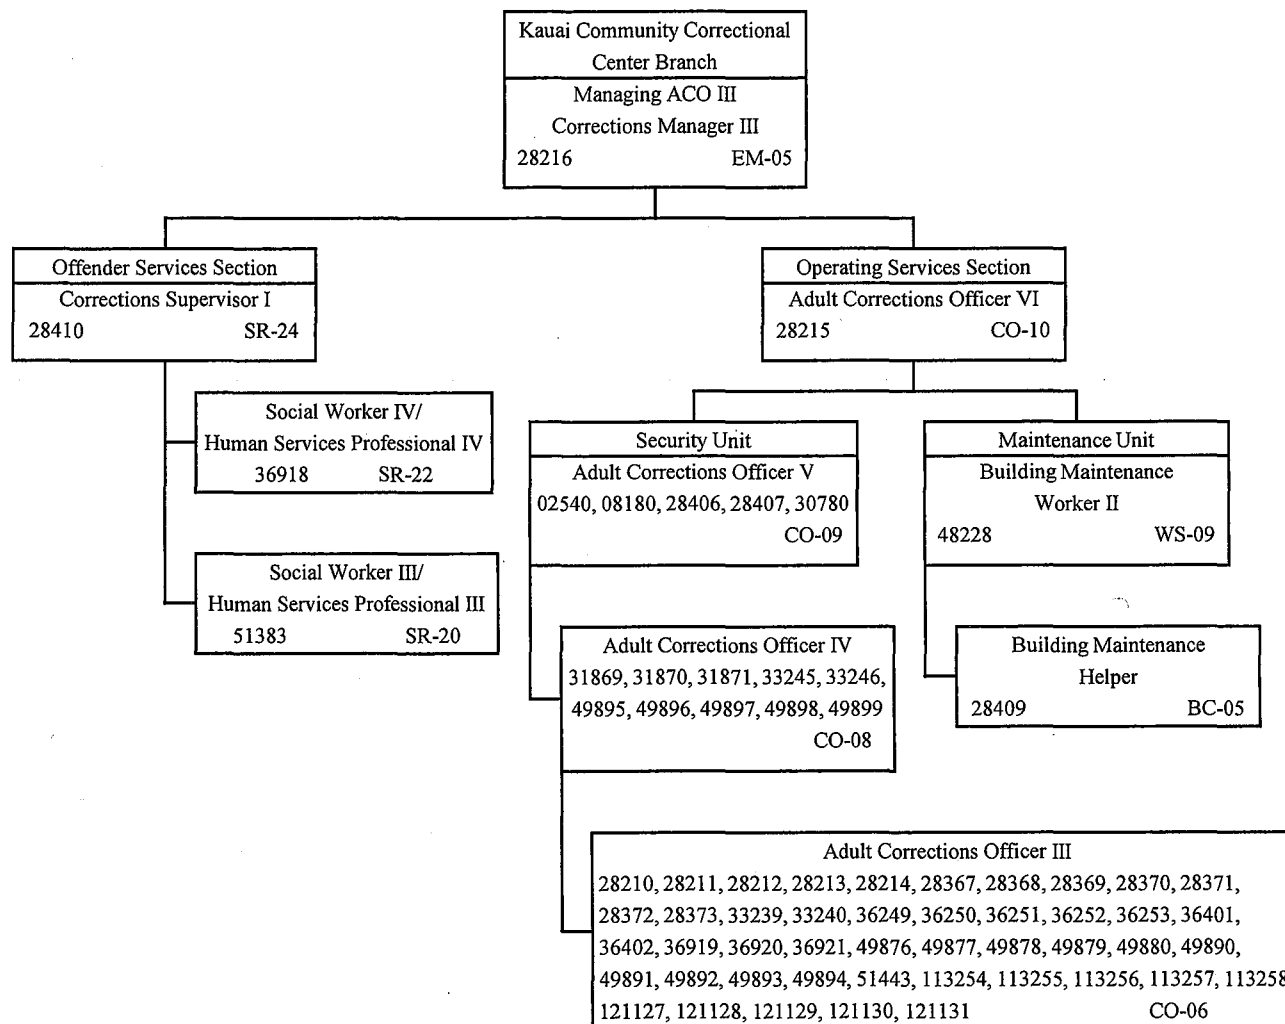 Kauai Community Correctional
Center Branch
Managing ACO III
Corrections Manager III
28216 EM-05
Offender Services Section
Corrections Supervisor I
28410 SR-24
Social Worker IV/
Human Services Professional IV
36918 SR-22
Social Worker III/
Human Services Professional III
51383 SR-20
Operating Services Section
Adult Corrections Officer VI
28215 CO-10
Security Unit
Adult Corrections Officer V
02540, 08180, 28406, 28407, 30780
CO-09
Adult Corrections Officer IV
31869, 31870, 31871, 33245, 33246,
49895, 49896, 49897, 49898, 49899
CO-08
Adult Corrections Officer III
28210, 28211, 28212, 28213, 28214, 28367, 28368, 28369, 28370, 28371,
28372, 28373, 33239, 33240, 36249, 36250, 36251, 36252, 36253, 36401,
36402, 36919, 36920, 36921, 49876, 49877, 49878, 49879, 49880, 49890,
49891, 49892, 49893, 49894, 51443, 113254, 113255, 113256, 113257, 113258
121127, 121128, 121129, 121130, 121131 CO-06
Maintenance Unit
Building Maintenance
Worker II
48228 WS-09
Building Maintenance
Helper
28409 BC-05